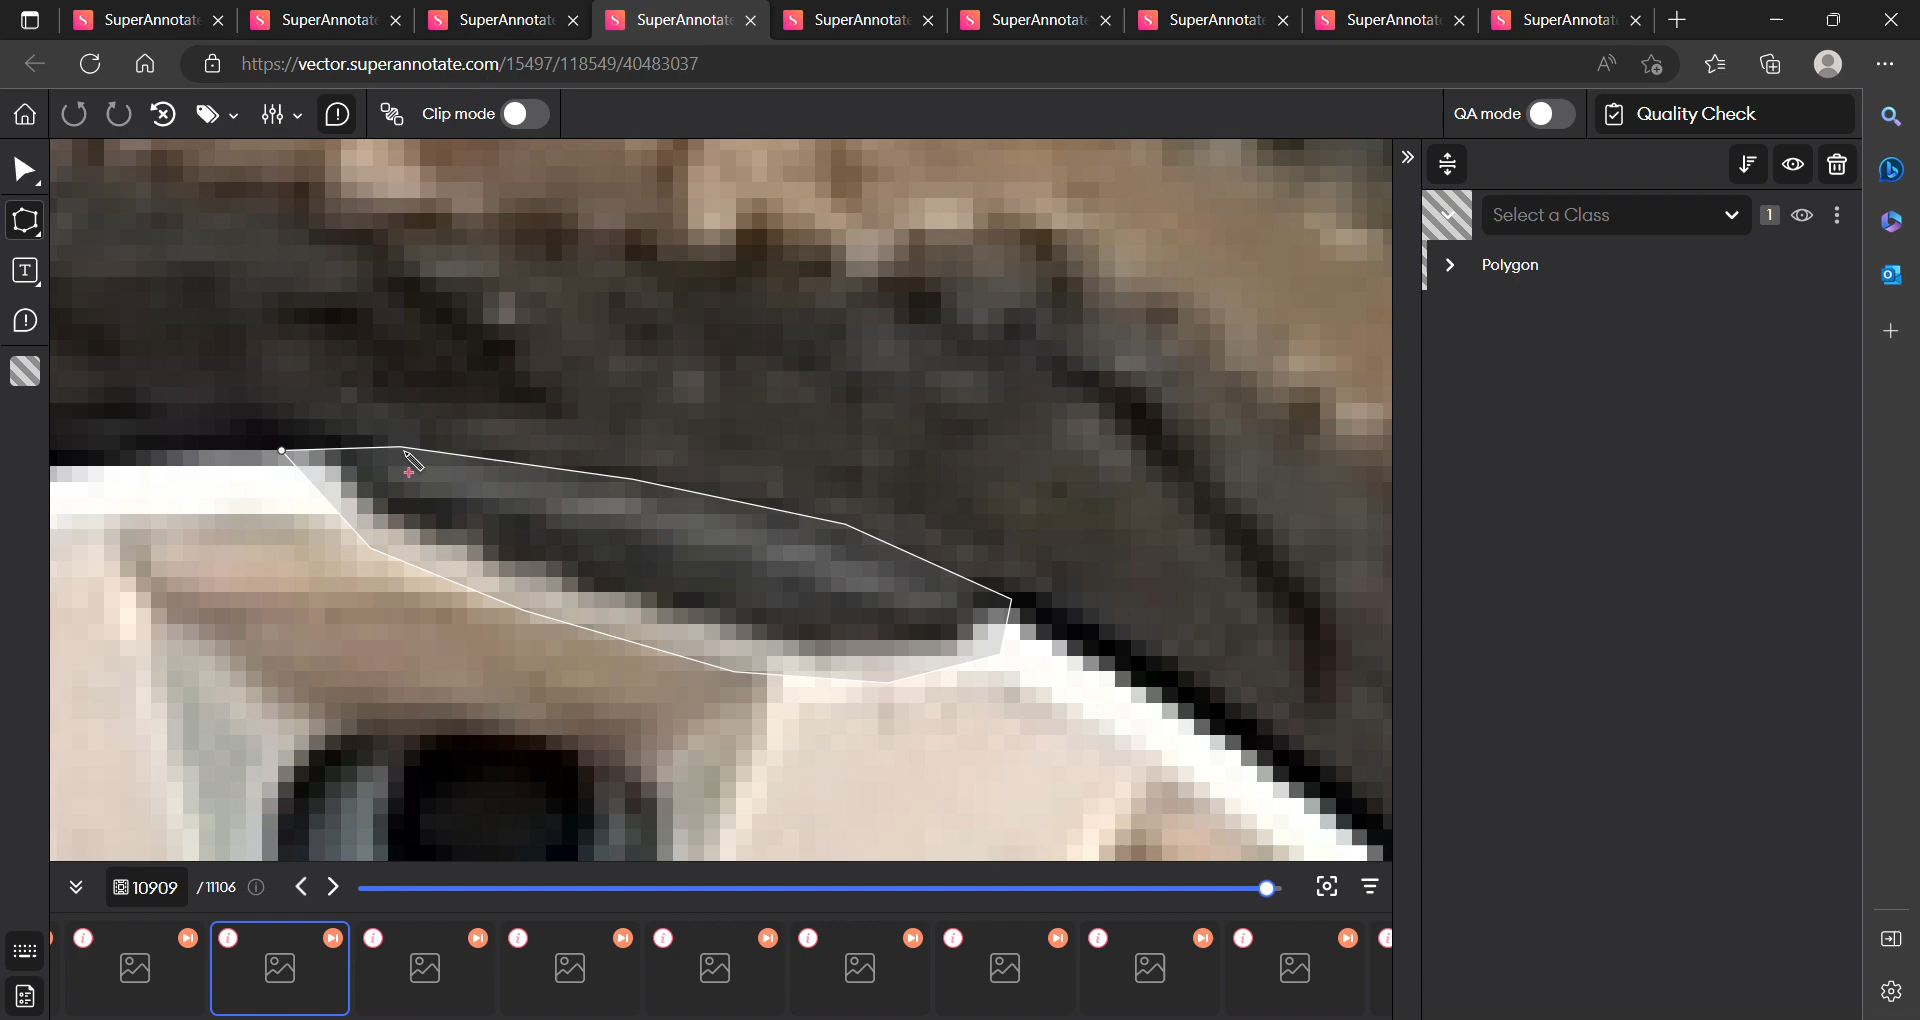 SuperAnnotat
SuperAnnotat
SuperAnnotat
SuperAnnotat
SuperAnnotat
SuperAnnotat
SuperAnnotat
SuperAnnotat
SuperAnnotat
https://vector.superannotate.com/15497/118549/40483037
Clip mode
QA mode
Quality Check
Select a Class
1
Polygon
10909 /11106